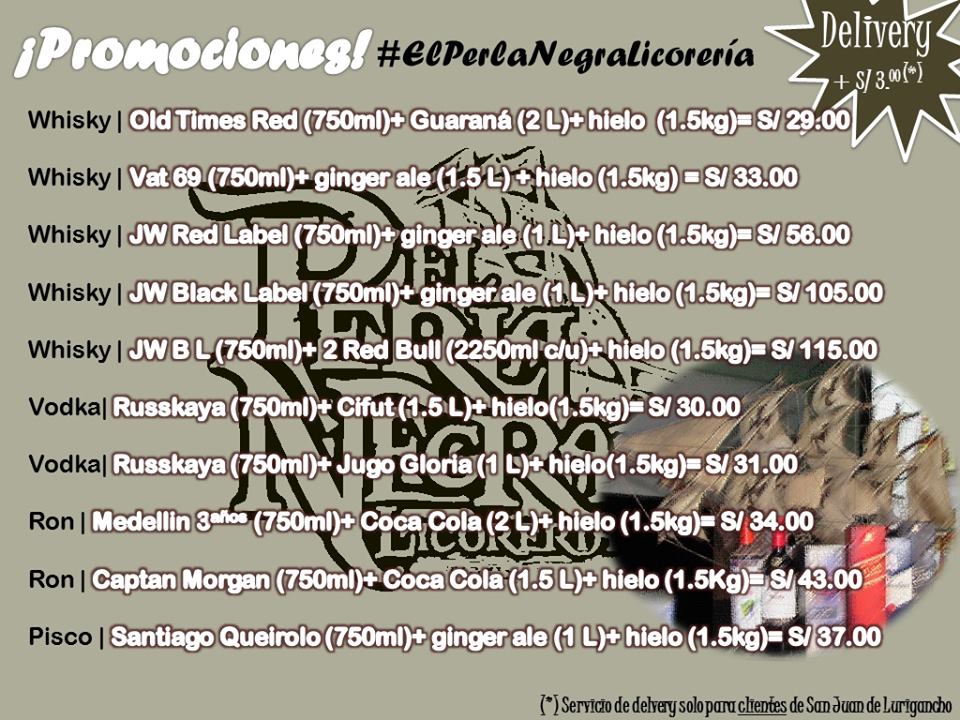 ¡Promociones! #ElPerlaNegraLicorería
Delivery
+ S/ 3.00 (*)
Whisky | Old Times Red (750ml)+ Guaraná (2 L)+ hielo (1.5kg)= S/ 29.00
Whisky | Vat 69 (750ml)+ ginger ale (1.5 L) + hielo (1.5kg) = S/ 33.00
Whisky | JW Red Label (750ml)+ ginger ale (1 L)+ hielo (1.5kg)= S/ 56.00
Whisky | JW Black Label (750ml)+ ginger ale (1 L)+ hielo (1.5kg)= S/ 105.00
Whisky | JW B L (750ml)+ 2 Red Bull (2250ml c/u)+ hielo (1.5kg)= S/ 115.00
Vodka| Russkaya (750ml)+ Cifut (1.5 L)+ hielo(1.5kg)= S/ 30.00
Vodka| Russkaya (750ml)+ Jugo Gloria (1 L)+ hielo(1.5kg)= S/ 31.00
Ron | Medellin 3años (750ml)+ Coca Cola (2 L)+ hielo (1.5kg)= S/ 34.00
Ron | Captan Morgan (750ml)+ Coca Cola (1.5 L)+ hielo (1.5Kg)= S/ 43.00
Pisco | Santiago Queirolo (750ml)+ ginger ale (1 L)+ hielo (1.5kg)= S/ 37.00
(*) Servicio de delvery solo para clientes de San Juan de Lurigancho